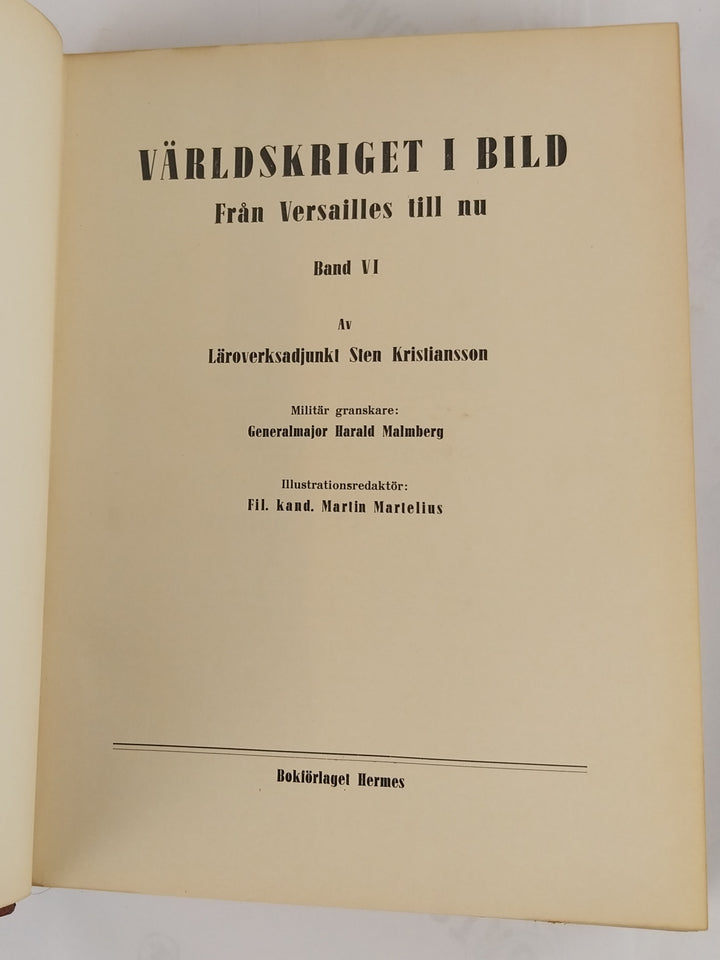 VÄRLDSKRIGET I BILD
Från Versailles till nu
Band VI
Av
Läroverksadjunkt Sten Kristiansson
Militär granskare:
Generalmajor Harald Malmberg
Illustrationsredaktör:
Fil. kand. Martin Martelius
Bokförlaget Hermes